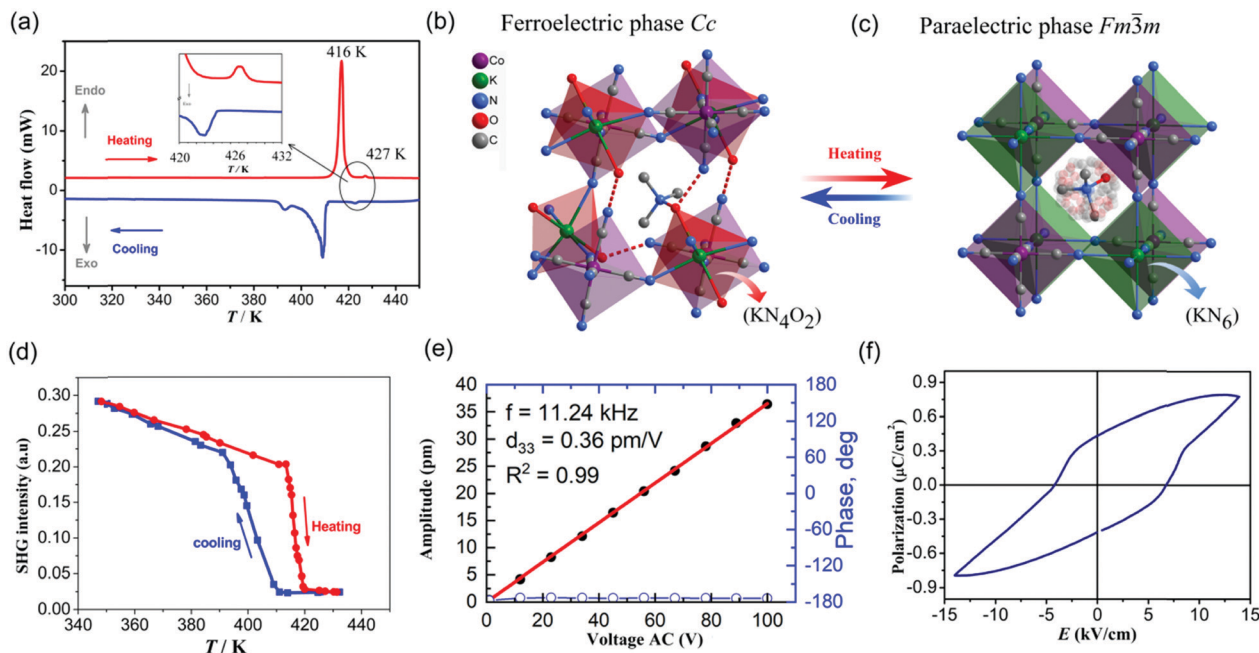 (a)
20
10
0
-10
Heat flow (mW)
Endo
Exo
Heating
Cooling
416 K
427 K
Exo
420
426
432
T / K
300
320
340
360
380
400
420
440
T / K
(b)
Ferroelectric phase Cc
Co
K
N
O
C
(KN4O2)
Heating
Cooling
(c)
Paraelectric phase Fm3̅m
(KN6)
(d)
0.30
0.25
0.20
0.15
0.10
0.05
0.00
SHG intensity (a.u)
cooling
Heating
340
360
380
400
420
440
T / K
(e)
40
35
30
25
20
15
10
5
0
Amplitude (pm)
f = 11.24 kHz
d33 = 0.36 pm/V
R2 = 0.99
180
120
60
0
-60
-120
-180
Phase, deg
0
20
40
60
80
100
Voltage AC (V)
(f)
0.9
0.6
0.3
0.0
-0.3
-0.6
-0.9
Polarization (μC/cm2)
-15
-10
-5
0
5
10
15
E (kV/cm)